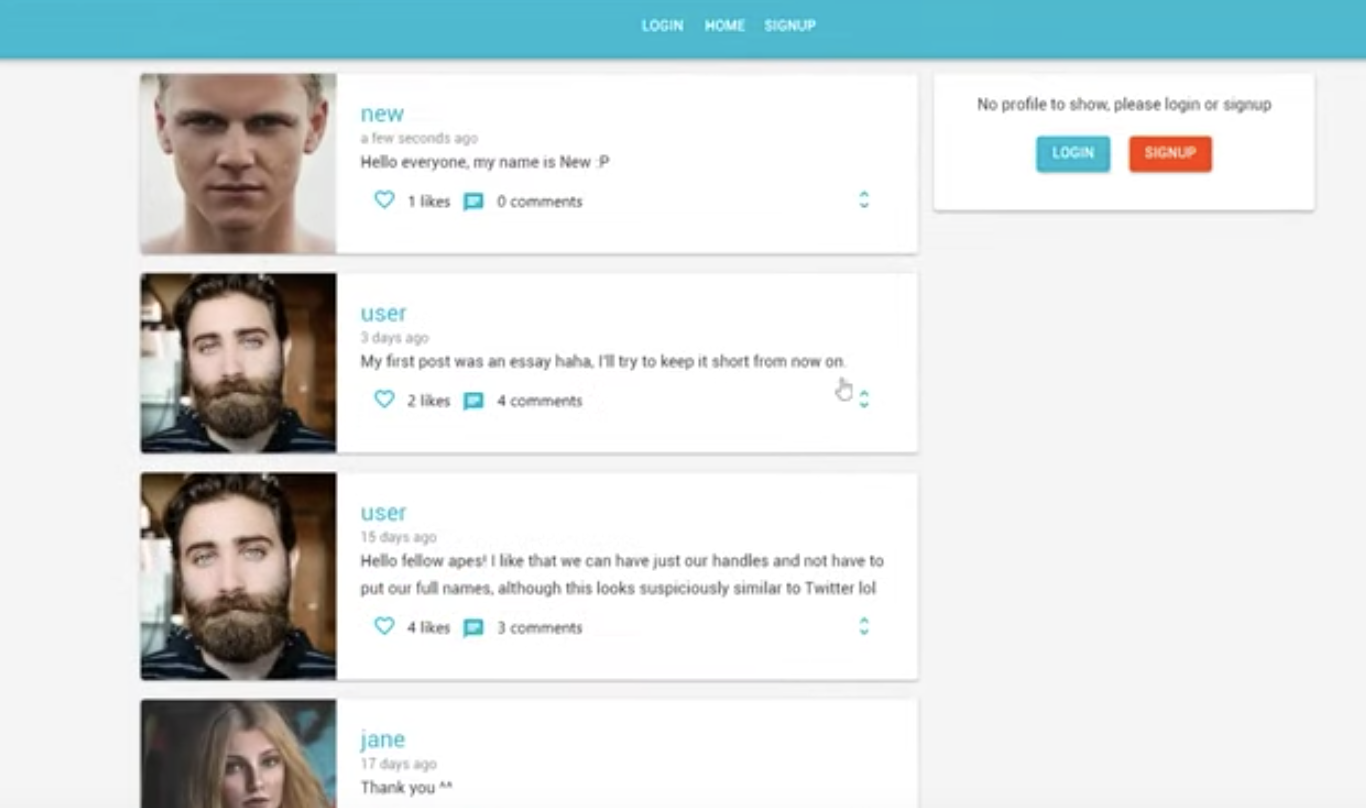 LOGIN HOME SIGNUP
new
a few seconds ago
Hello everyone, my name is New :P
1 likes 0 comments
No profile to show, please login or signup
LOGIN SIGNUP
user
3 days ago
My first post was an essay haha, I'll try to keep it short from now on.
2 likes 4 comments
user
15 days ago
Hello fellow apes! I like that we can have just our handles and not have to
put our full names, although this looks suspiciously similar to Twitter lol
4 likes 3 comments
jane
17 days ago
Thank you ^^